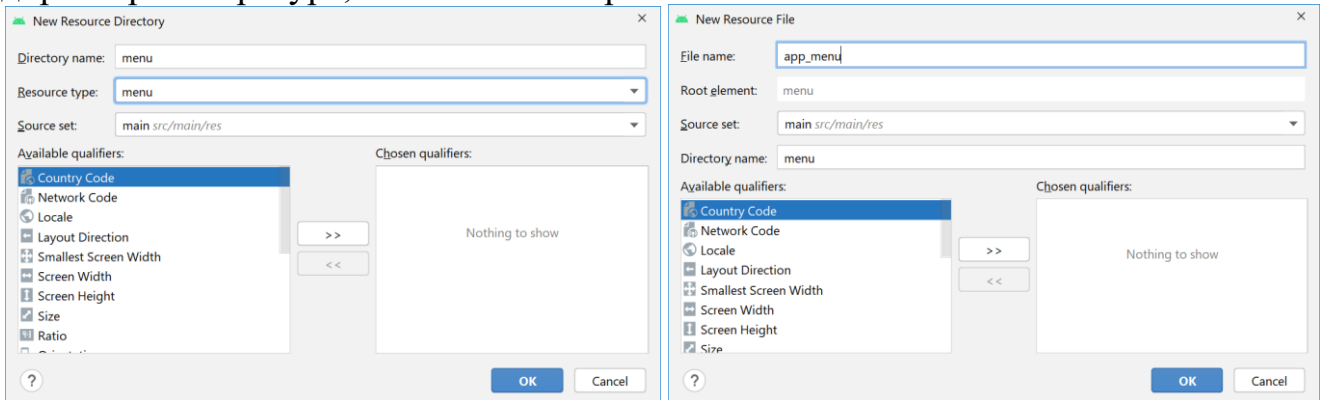 New Resource Directory
Directory name: menu
Resource type: menu
Source set: main src/main/res
Available qualifiers:
Chosen qualifiers:
Country Code
Network Code
Locale
Layout Direction
Smallest Screen Width
Screen Width
Screen Height
Size
Ratio
>>
<<
Nothing to show
?
OK
Cancel
New Resource File
File name: app_menu
Root element: menu
Source set: main src/main/res
Directory name: menu
Available qualifiers:
Chosen qualifiers:
Country Code
Network Code
Locale
Layout Direction
Smallest Screen Width
Screen Width
Screen Height
Size
>>
<<
Nothing to show
?
OK
Cancel